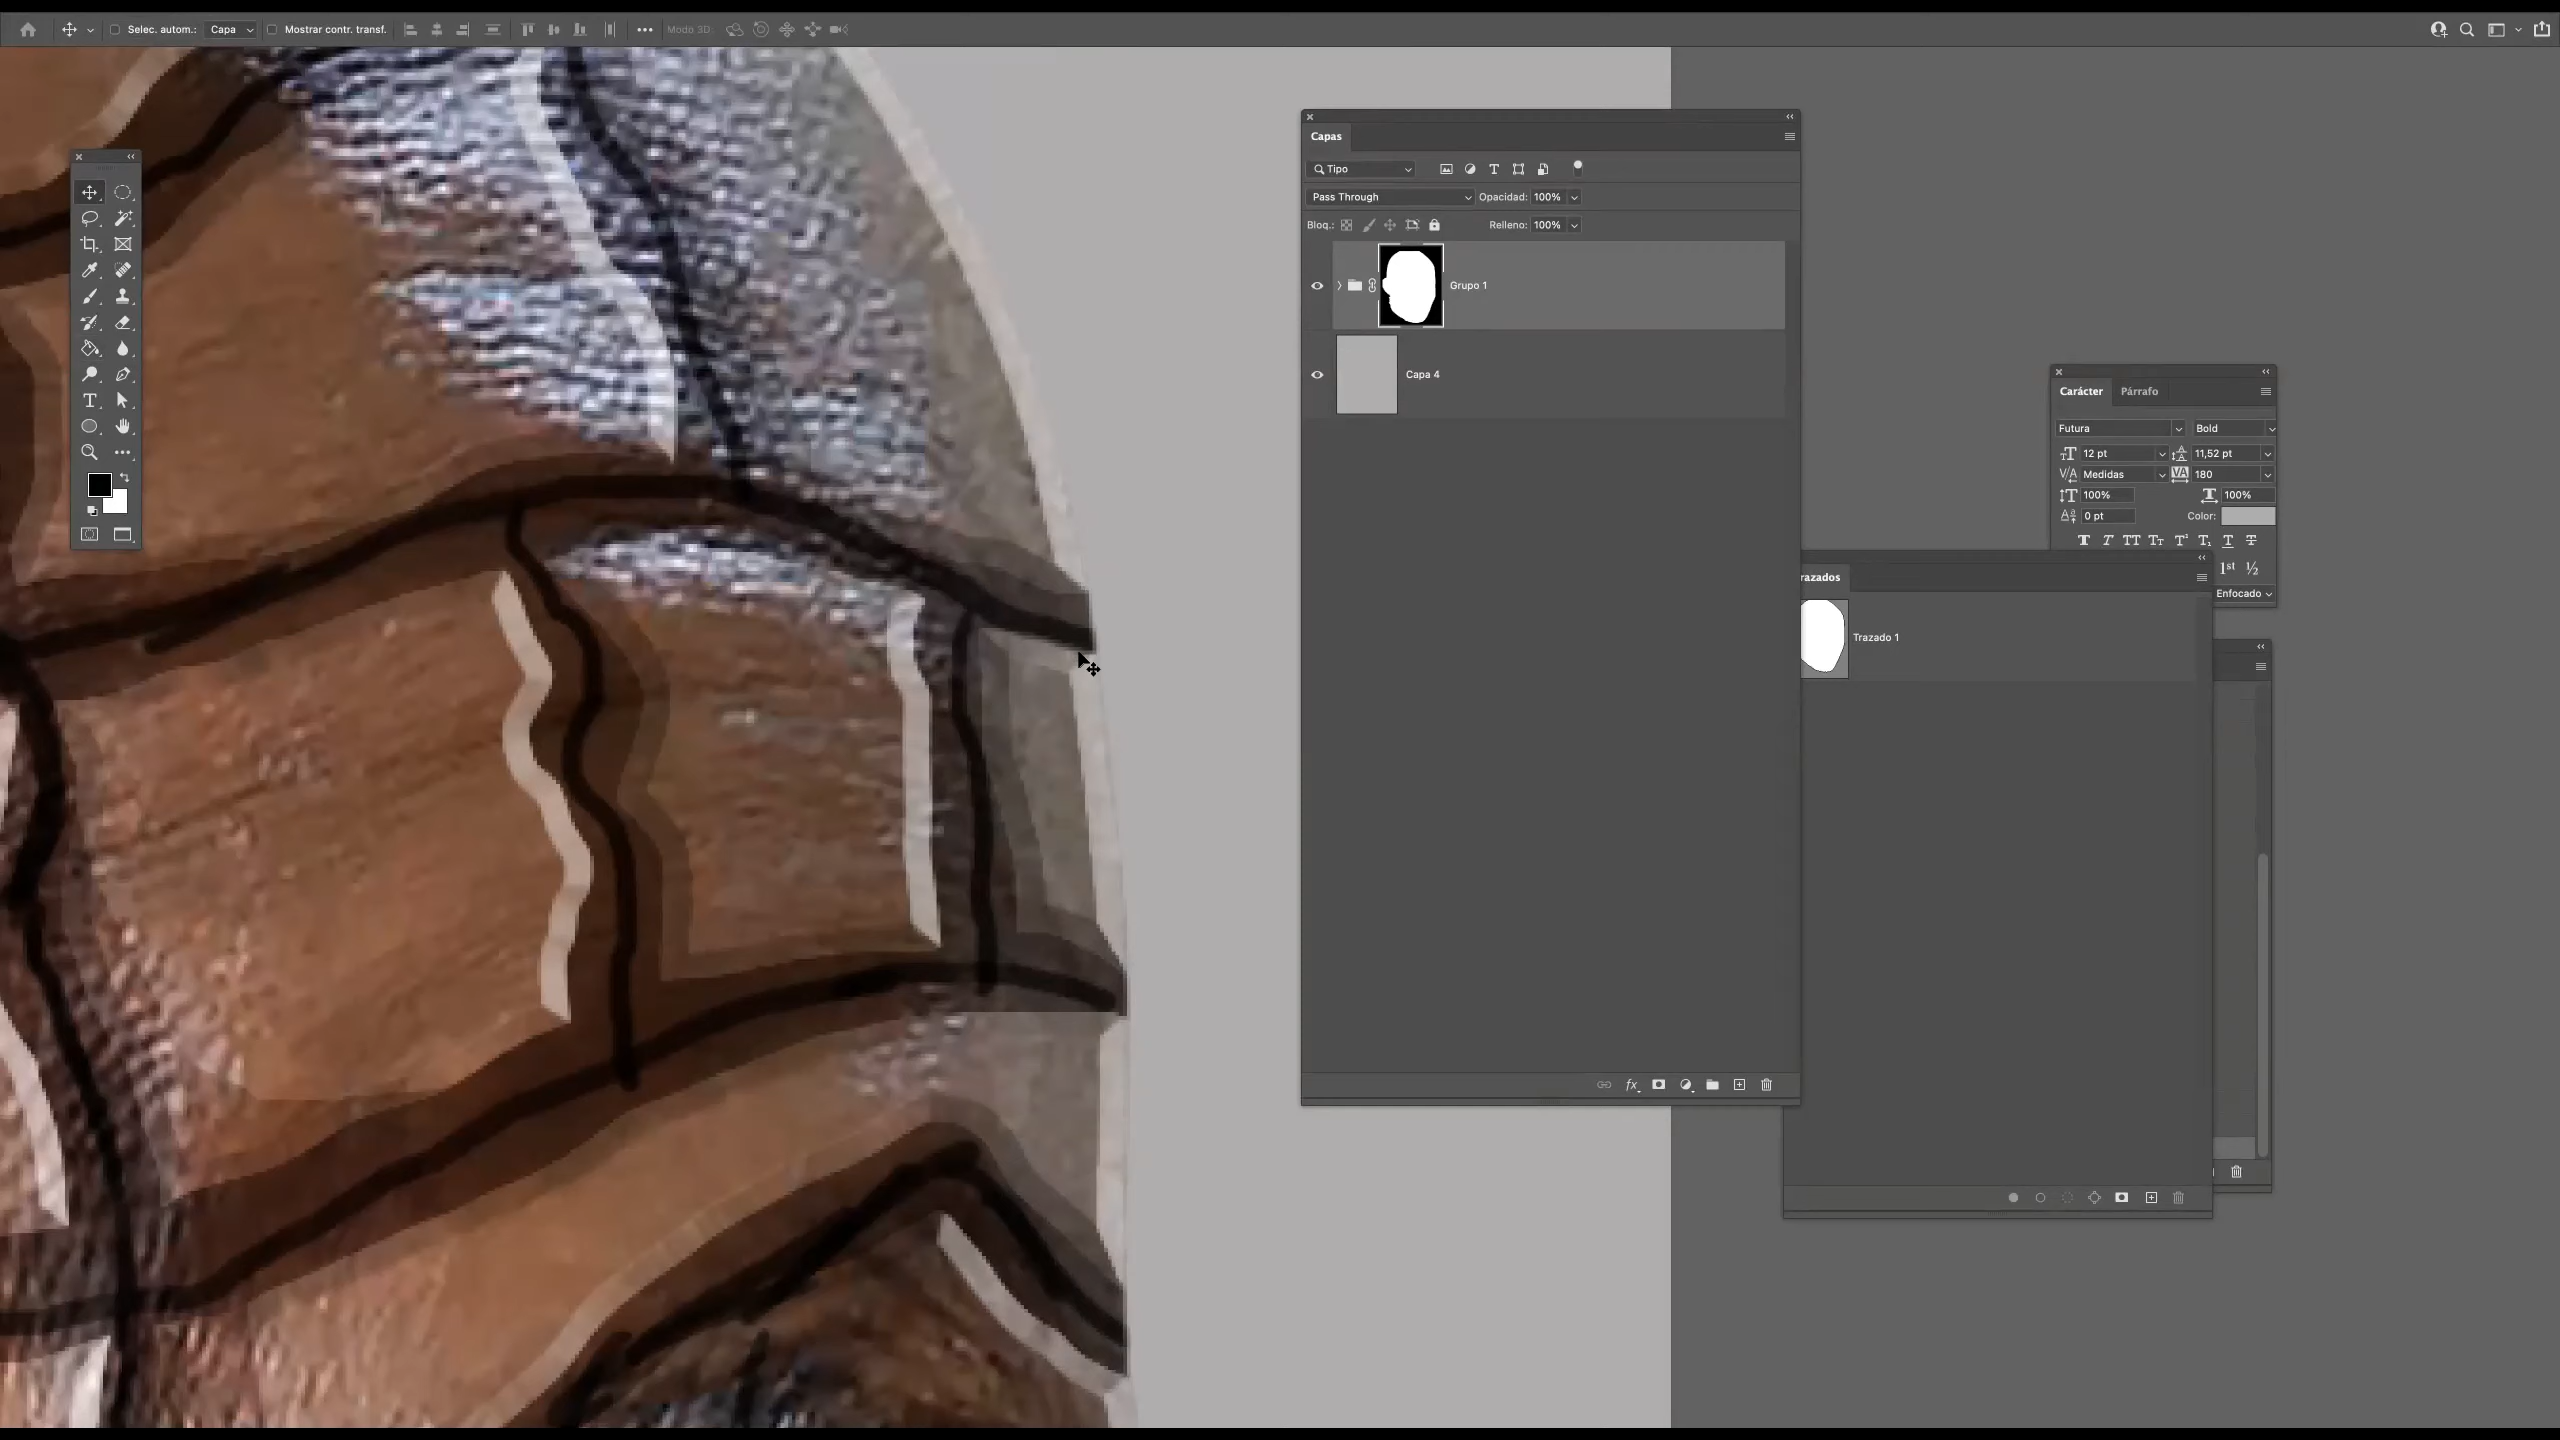 Selec. autom.: Capa Mostrar contr. transf. Modo 3D:
Capas
Tipo
Pass Through Opacidad: 100%
Bloq.: Relleno: 100%
Grupo 1
Capa 4
Carácter Párrafo
Futura Bold
12 pt 11,52 pt
Medidas 180
100% 100%
0 pt Color:
1st ½
Enfocado
razados
Trazado 1
fx